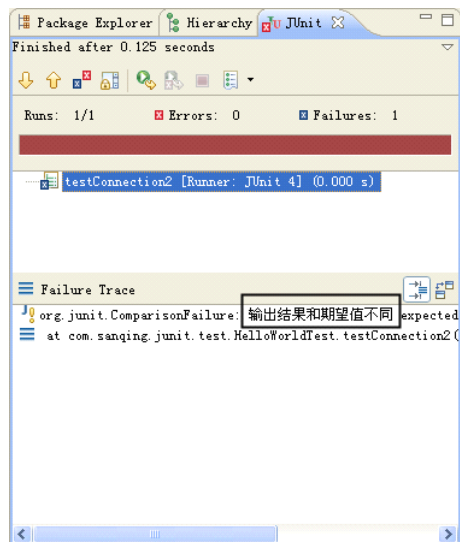 Package Explorer Hierarchy JUnit
Finished after 0.125 seconds
Runs: 1/1 Errors: 0 Failures: 1
testConnection2 [Runner: JUnit 4] (0.000 s)
Failure Trace
org.junit.ComparisonFailure: 输出结果和期望值不同 expected
at com.sanqing.junit.test.HelloWorldTest.testConnection2(